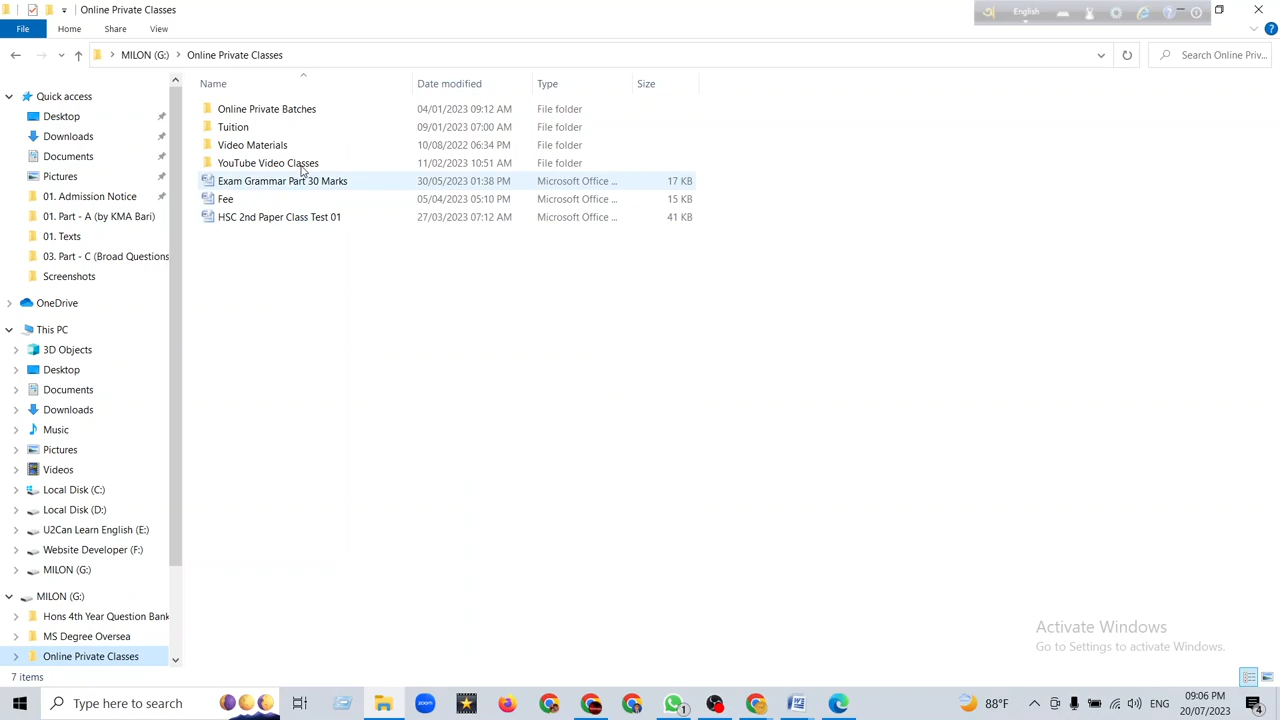 Online Private Classes
English
File
Home
Share
View
MILON (G:)
Online Private Classes
Search Online Priv...
Name
Date modified
Type
Size
Online Private Batches
04/01/2023 09:12 AM
File folder
Tuition
09/01/2023 07:00 AM
File folder
Video Materials
10/08/2022 06:34 PM
File folder
YouTube Video Classes
11/02/2023 10:51 AM
File folder
Exam Grammar Part 30 Marks
30/05/2023 01:38 PM
Microsoft Office ...
17 KB
Fee
05/04/2023 05:10 PM
Microsoft Office ...
15 KB
HSC 2nd Paper Class Test 01
27/03/2023 07:12 AM
Microsoft Office ...
41 KB
Quick access
Desktop
Downloads
Documents
Pictures
01. Admission Notice
01. Part - A (by KMA Bari)
01. Texts
03. Part - C (Broad Questions
Screenshots
OneDrive
This PC
3D Objects
Desktop
Documents
Downloads
Music
Pictures
Videos
Local Disk (C:)
Local Disk (D:)
U2Can Learn English (E:)
Website Developer (F:)
MILON (G:)
MILON (G:)
Hons 4th Year Question Bank
MS Degree Oversea
Online Private Classes
Activate Windows
Go to Settings to activate Windows.
7 items
Type here to search
zoom
1
88°F
ENG
09:06 PM
20/07/2023
4